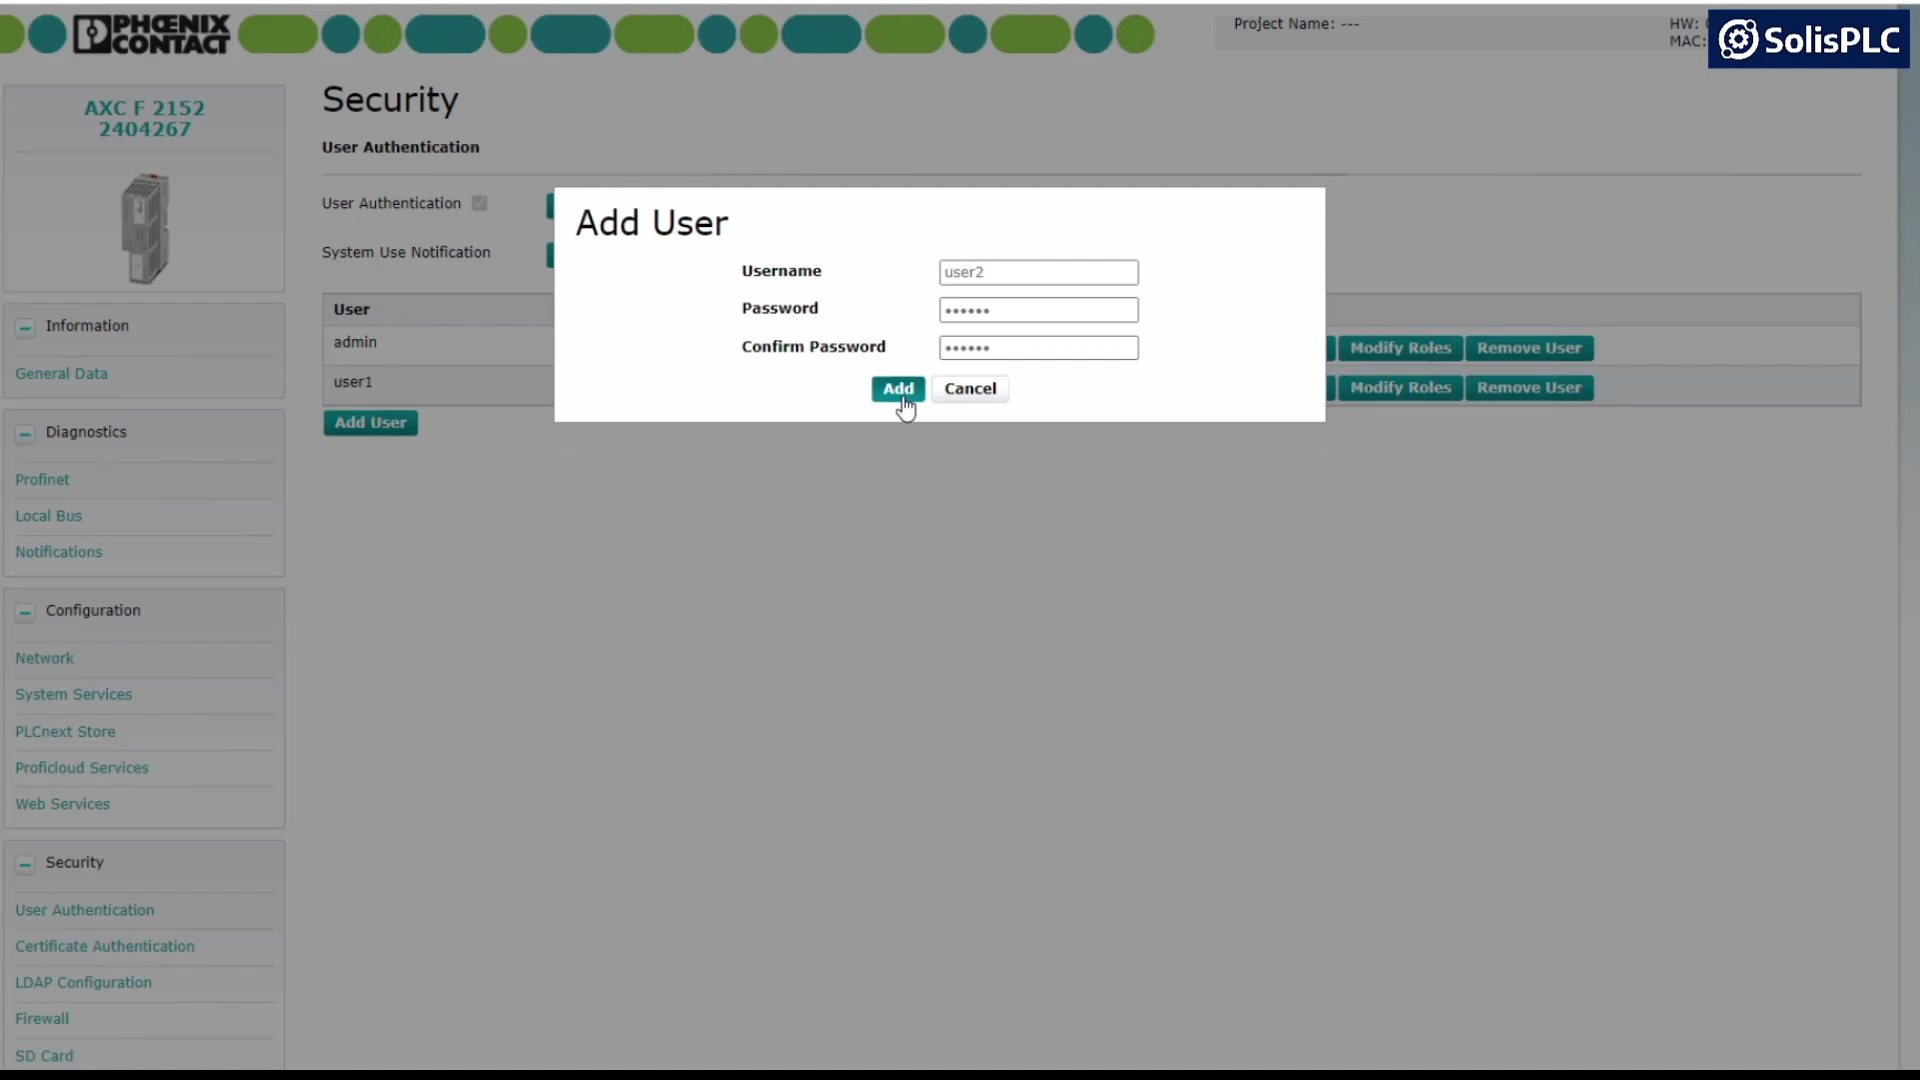 PHŒNIX
CONTACT
Project Name: ---
HW:
MAC:
SolisPLC
AXC F 2152
2404267
Security
User Authentication
User Authentication
System Use Notification
Add User
Username
user2
Password
••••••
Confirm Password
••••••
Add
Cancel
User
admin
Modify Roles
Remove User
user1
Modify Roles
Remove User
Add User
Information
General Data
Diagnostics
Profinet
Local Bus
Notifications
Configuration
Network
System Services
PLCnext Store
Proficloud Services
Web Services
Security
User Authentication
Certificate Authentication
LDAP Configuration
Firewall
SD Card